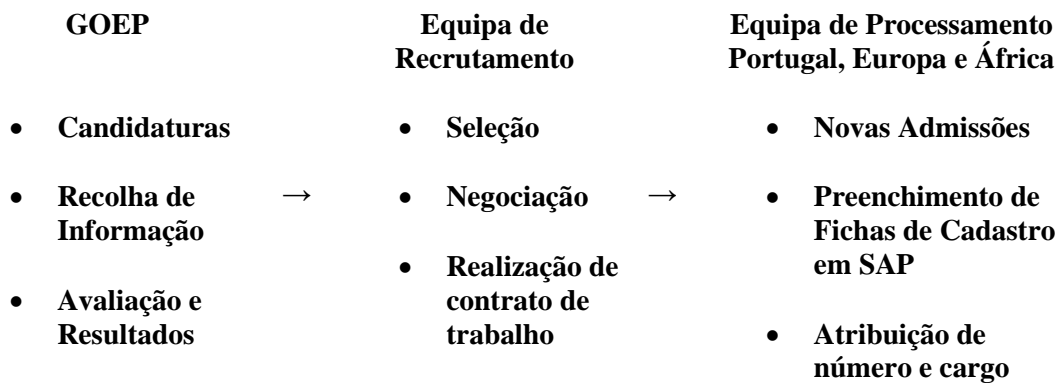 GOEP
• Candidaturas
• Recolha de
Informação
• Avaliação e
Resultados
→
Equipa de
Recrutamento
• Seleção
• Negociação
• Realização de
contrato de
trabalho
→
Equipa de Processamento
Portugal, Europa e África
• Novas Admissões
• Preenchimento de
Fichas de Cadastro
em SAP
• Atribuição de
número e cargo